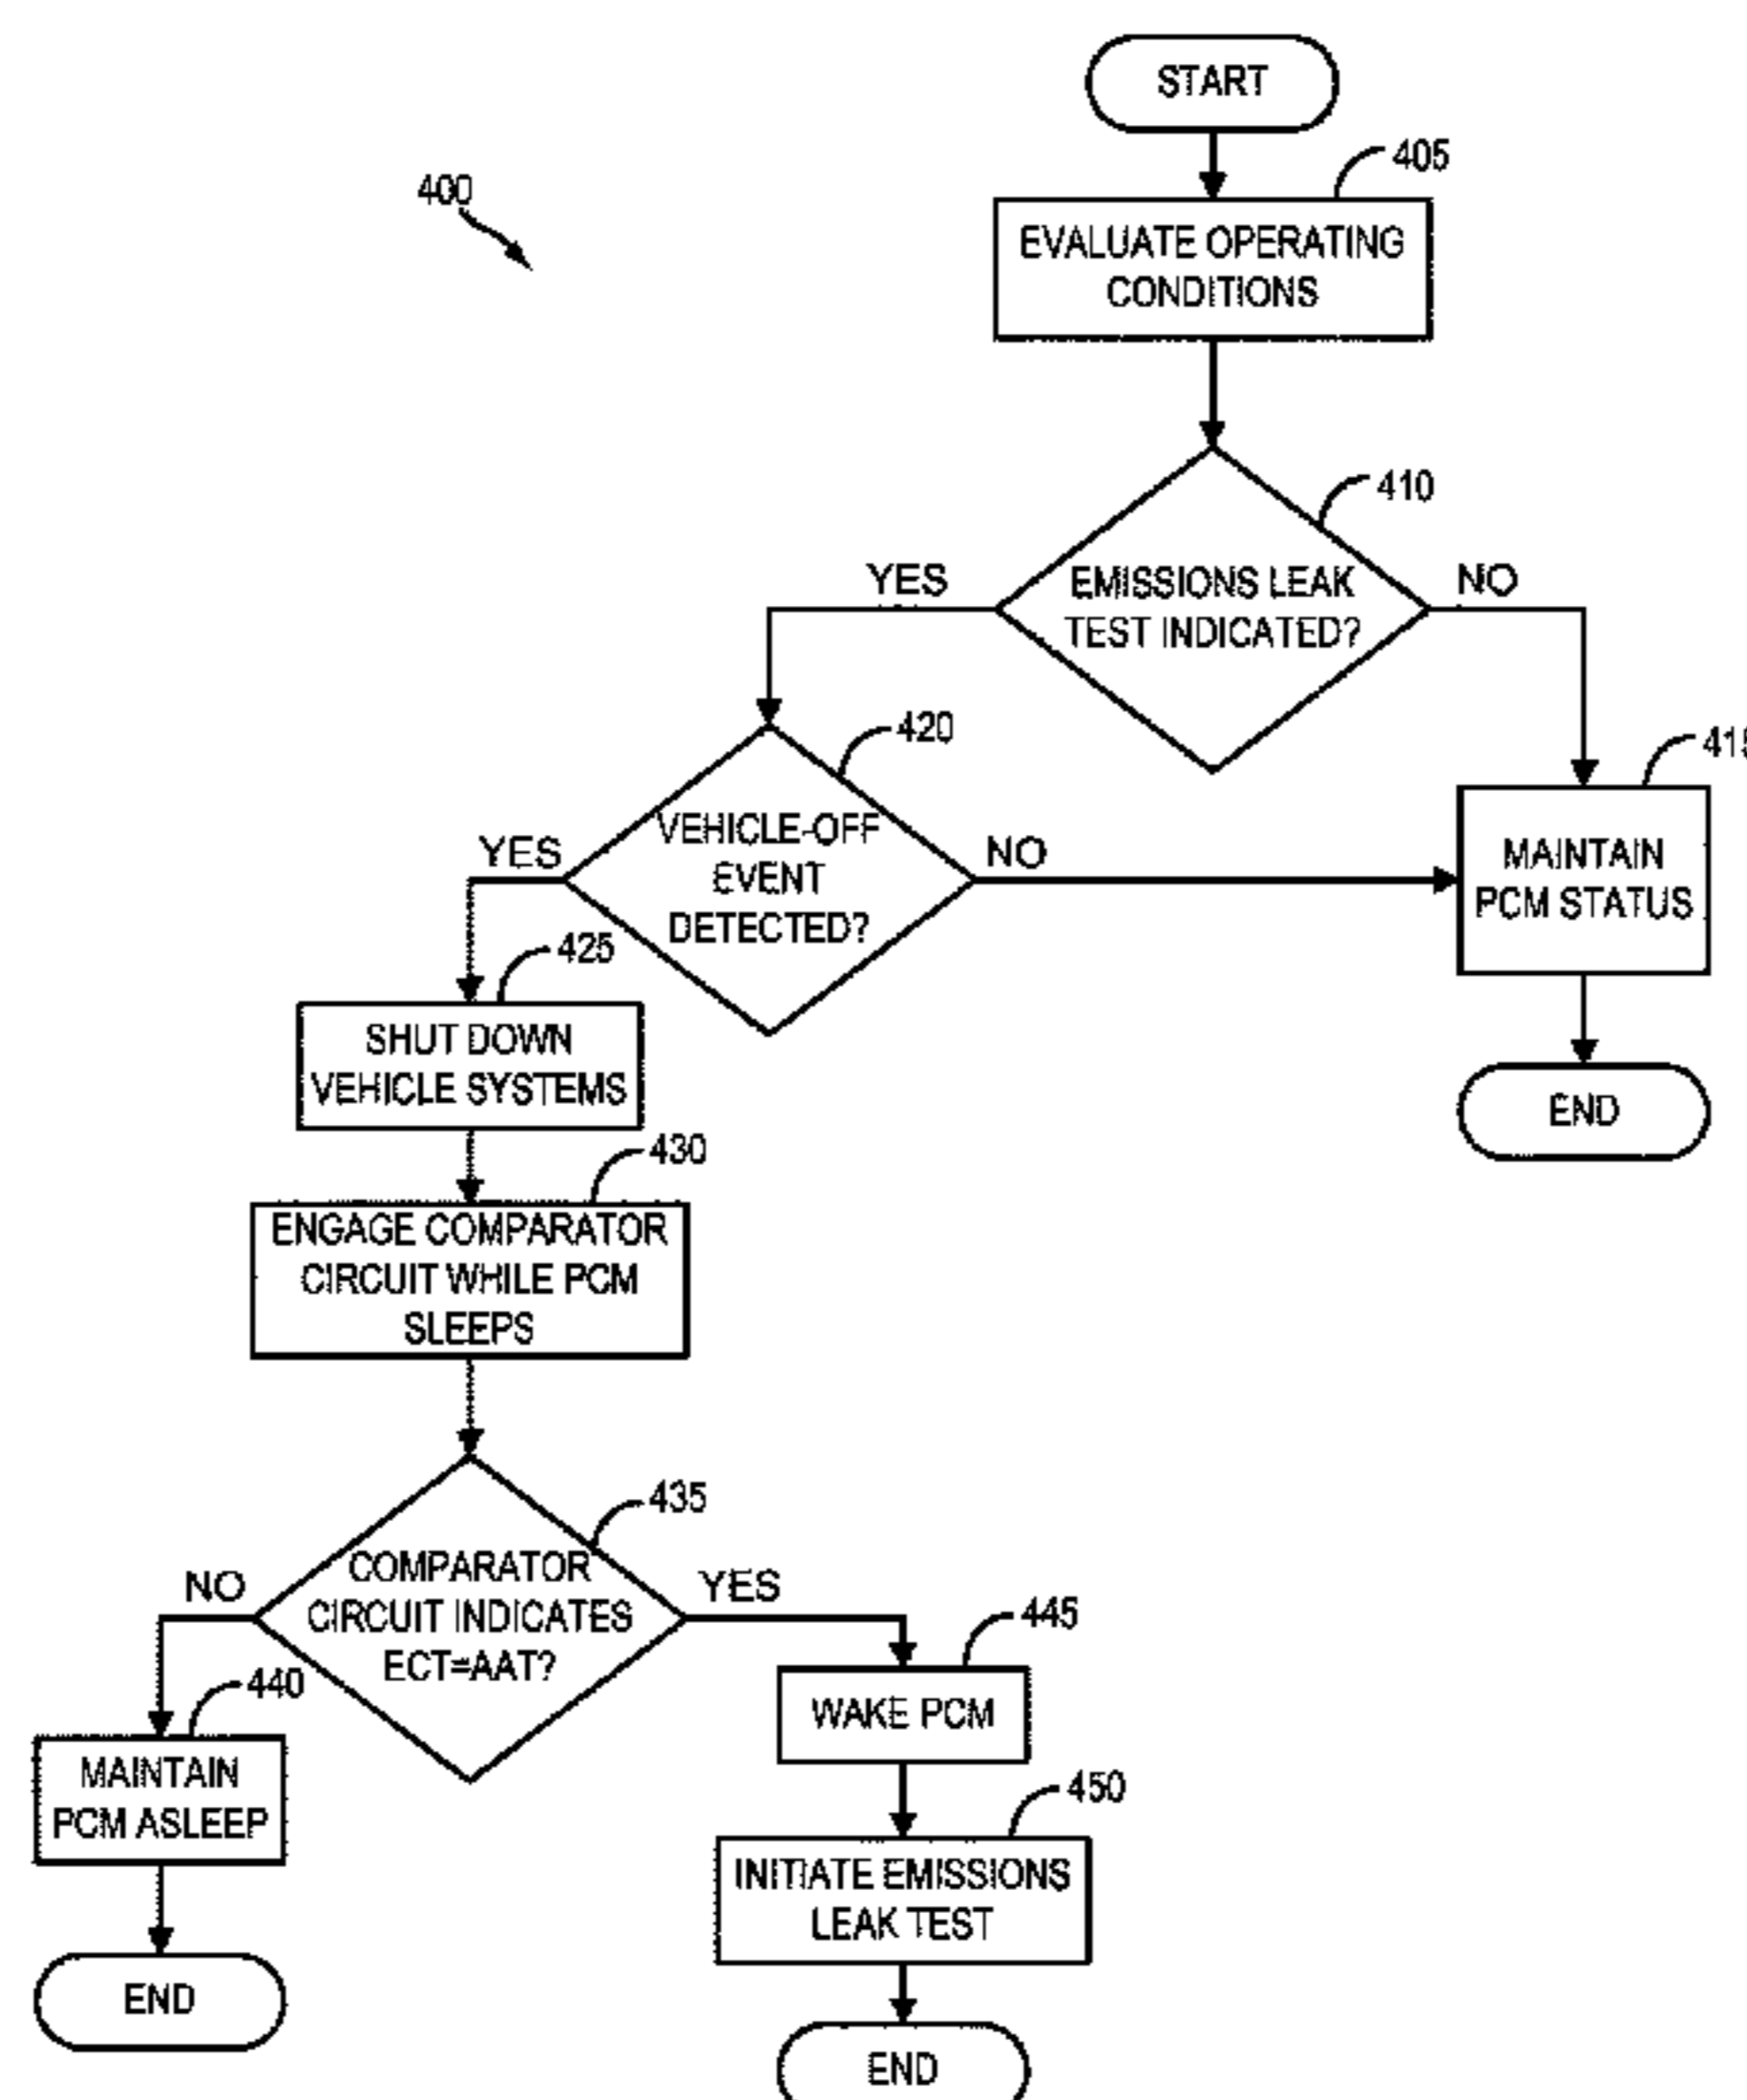 START
405
400
EVALUATE OPERATING
CONDITIONS
410
YES
EMISSIONS LEAK
TEST INDICATED?
NO
420
415
YES
VEHICLE-OFF
EVENT
DETECTED?
NO
MAINTAIN
PCM STATUS
425
SHUT DOWN
VEHICLE SYSTEMS
END
430
ENGAGE COMPARATOR
CIRCUIT WHILE PCM
SLEEPS
435
NO
COMPARATOR
CIRCUIT INDICATES
ECT=AAT?
YES
445
440
WAKE PCM
MAINTAIN
PCM ASLEEP
450
INITIATE EMISSIONS
LEAK TEST
END
END